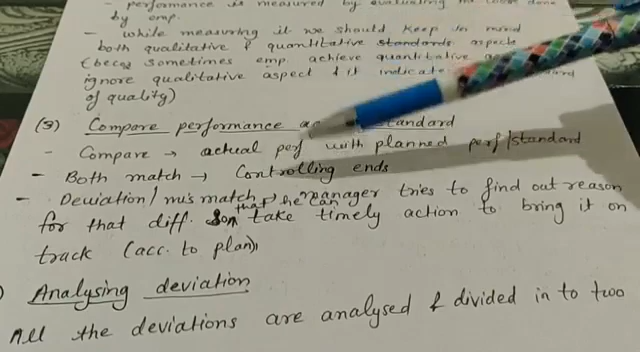 performance is measured by evaluating the work done
by emp.
- while measuring it we should keep in mind
both qualitative & quantitative standards aspects
(becoz sometimes emp. achieve quantitative
ignore qualitative aspect & it indicate
of quality)
(3) Compare performance standard
- Compare → actual perf with planned perf/standard
- Both match → Controlling ends
- Deviation/mis match → manager tries to find out reason
for that diff. so that he can take timely action to bring it on
track (acc. to plan)
Analysing deviation
All the deviations are analysed & divided in to two